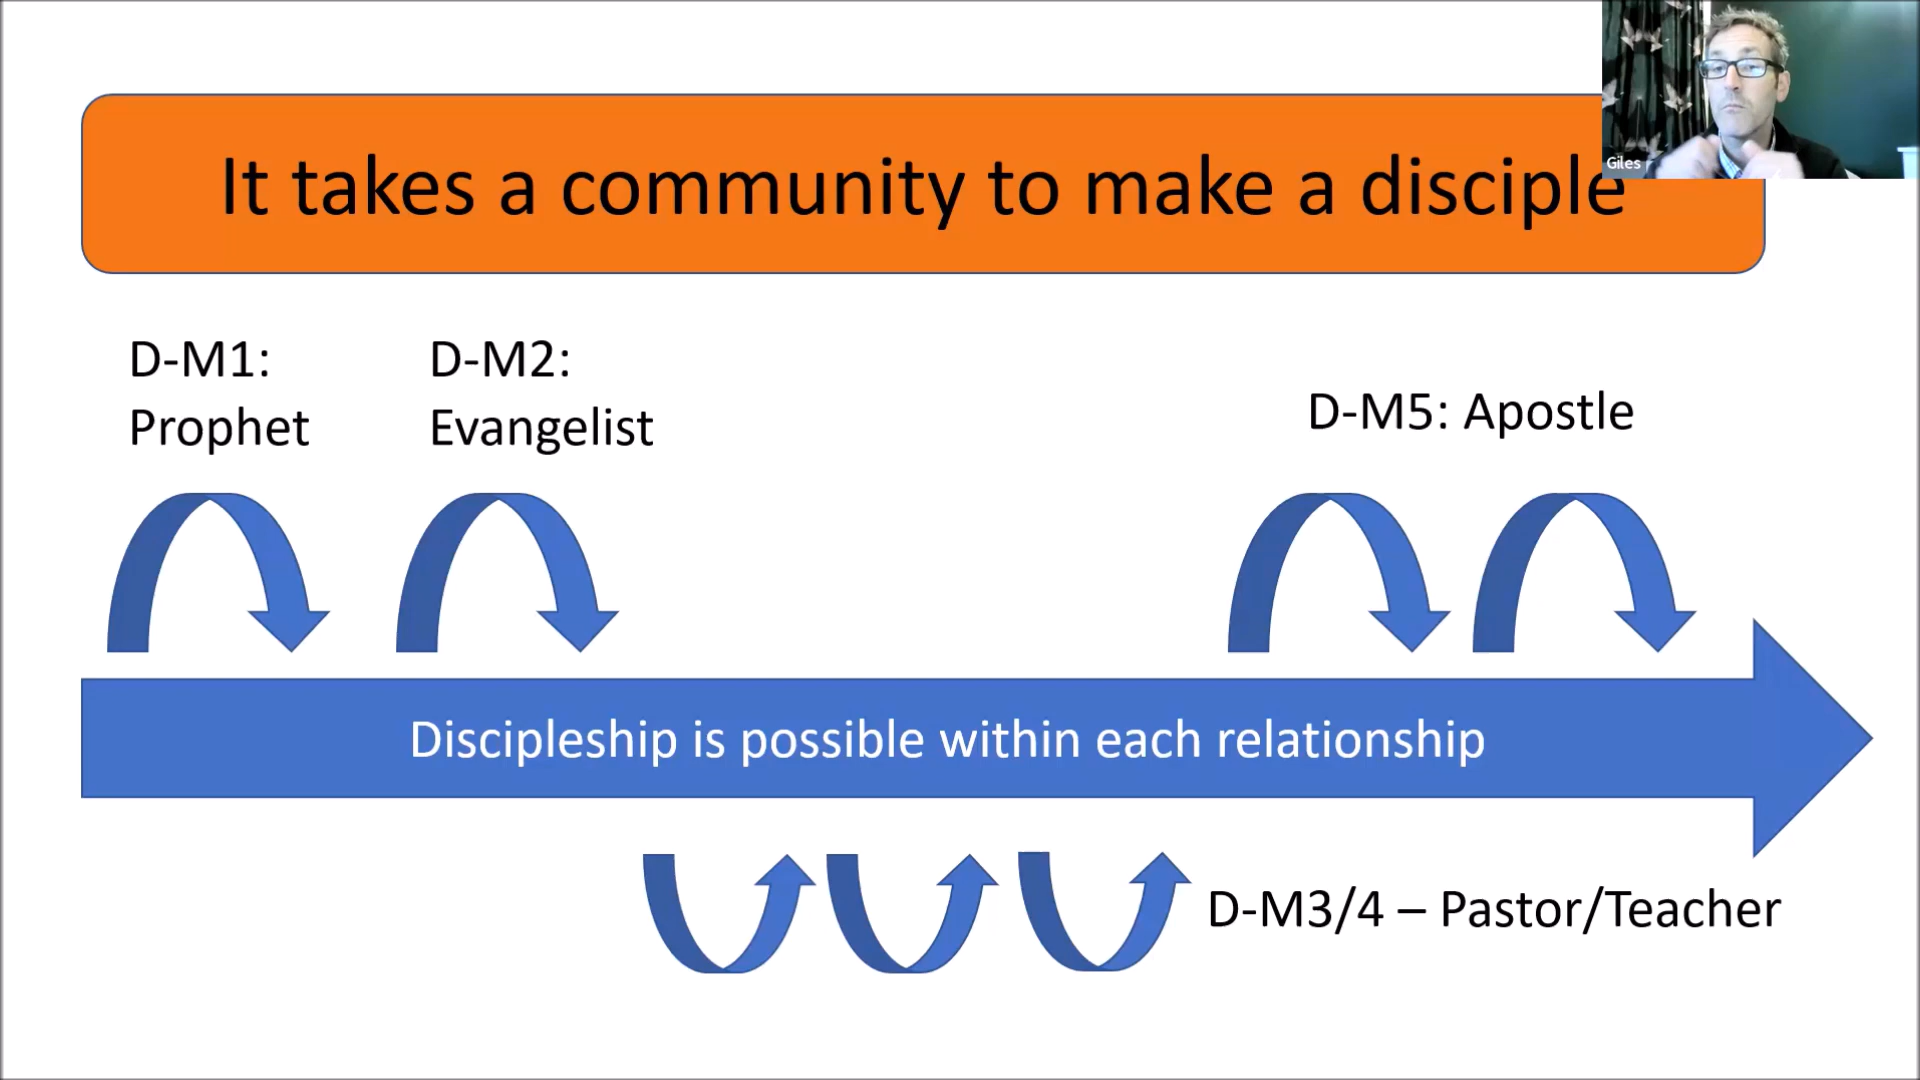 Giles
It takes a community to make a disciple
D-M1:
Prophet
D-M2:
Evangelist
D-M5: Apostle
Discipleship is possible within each relationship
D-M3/4 – Pastor/Teacher